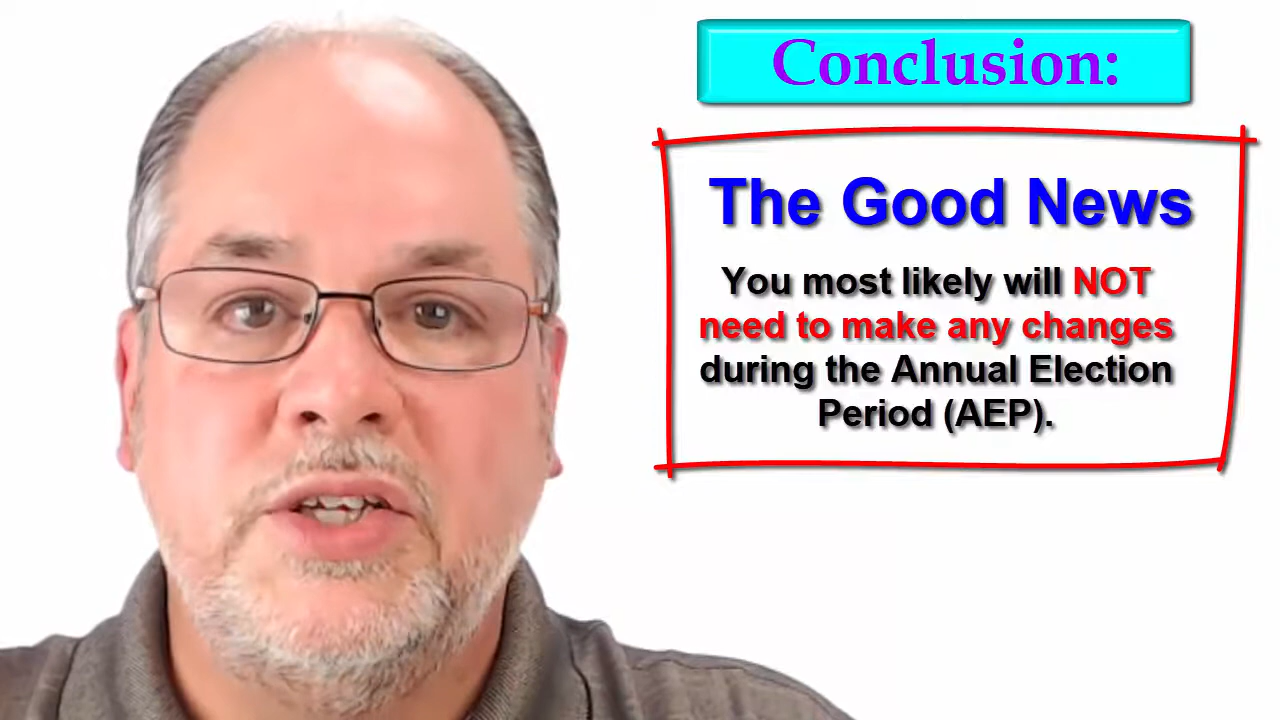 Conclusion:
The Good News
You most likely will NOT
need to make any changes
during the Annual Election
Period (AEP).